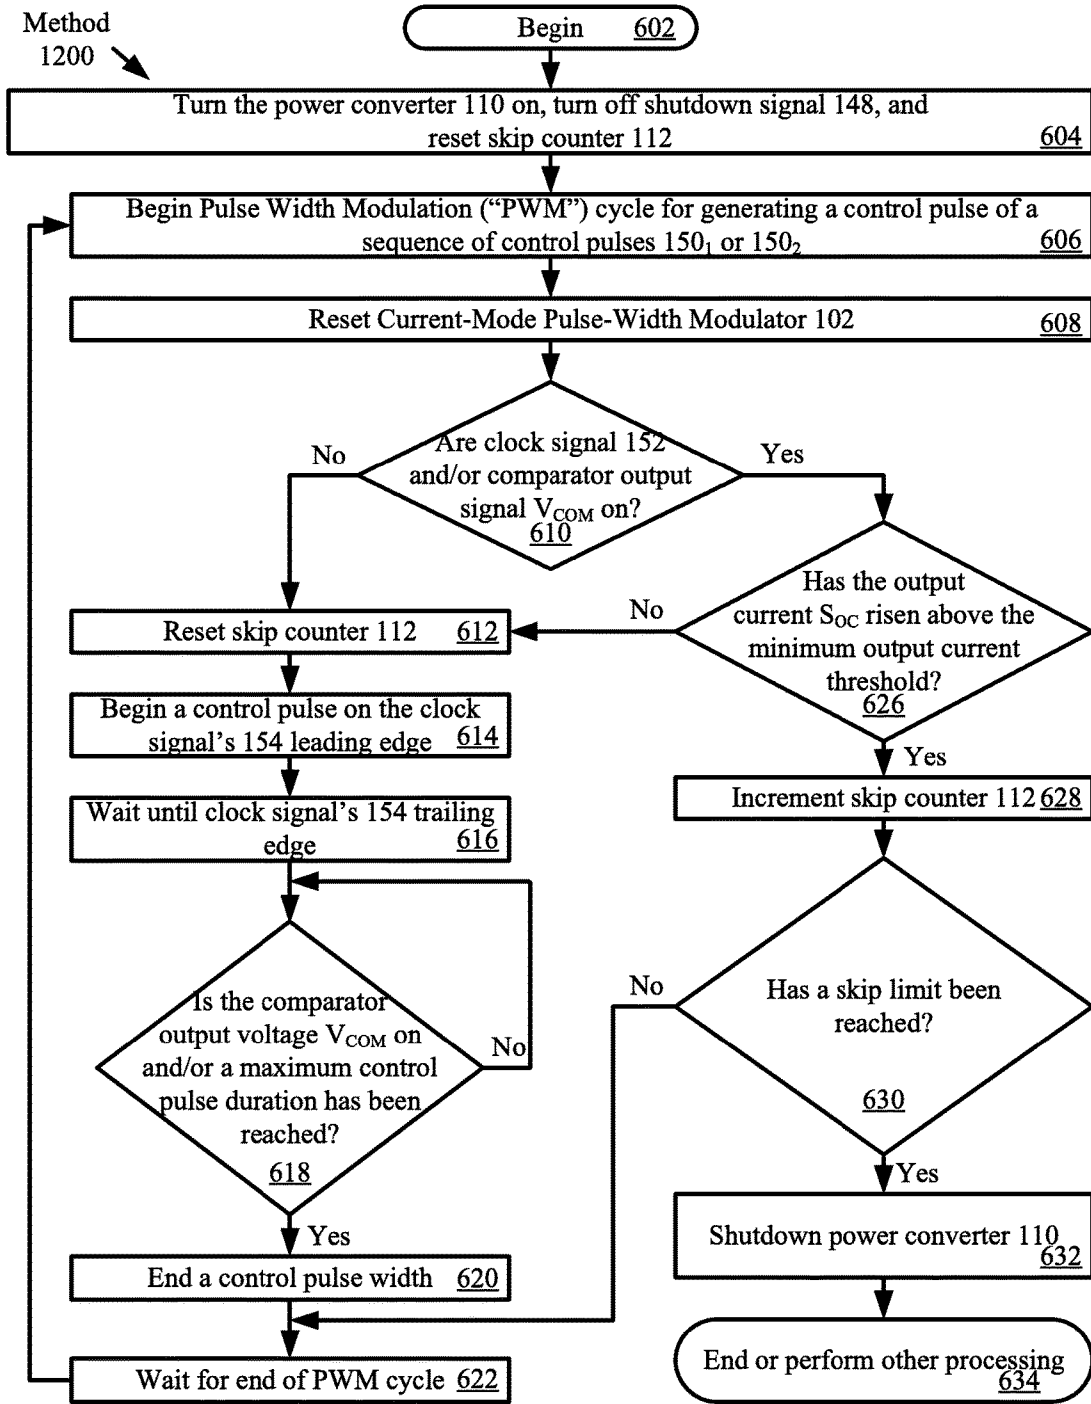 Method
1200
Begin 602
Turn the power converter 110 on, turn off shutdown signal 148, and
reset skip counter 112
604
Begin Pulse Width Modulation (“PWM”) cycle for generating a control pulse of a
sequence of control pulses 150₁ or 150₂
606
Reset Current-Mode Pulse-Width Modulator 102
608
Are clock signal 152
and/or comparator output
signal V_COM on?
610
No
Yes
Has the output
current S_OC risen above the
minimum output current
threshold?
626
No
Yes
Reset skip counter 112 612
Begin a control pulse on the clock
signal’s 154 leading edge 614
Wait until clock signal’s 154 trailing
edge 616
Increment skip counter 112 628
Is the comparator
output voltage V_COM on
and/or a maximum control
pulse duration has been
reached?
618
No
Yes
Has a skip limit been
reached?
630
No
Yes
End a control pulse width 620
Wait for end of PWM cycle 622
Shutdown power converter 110
632
End or perform other processing
634